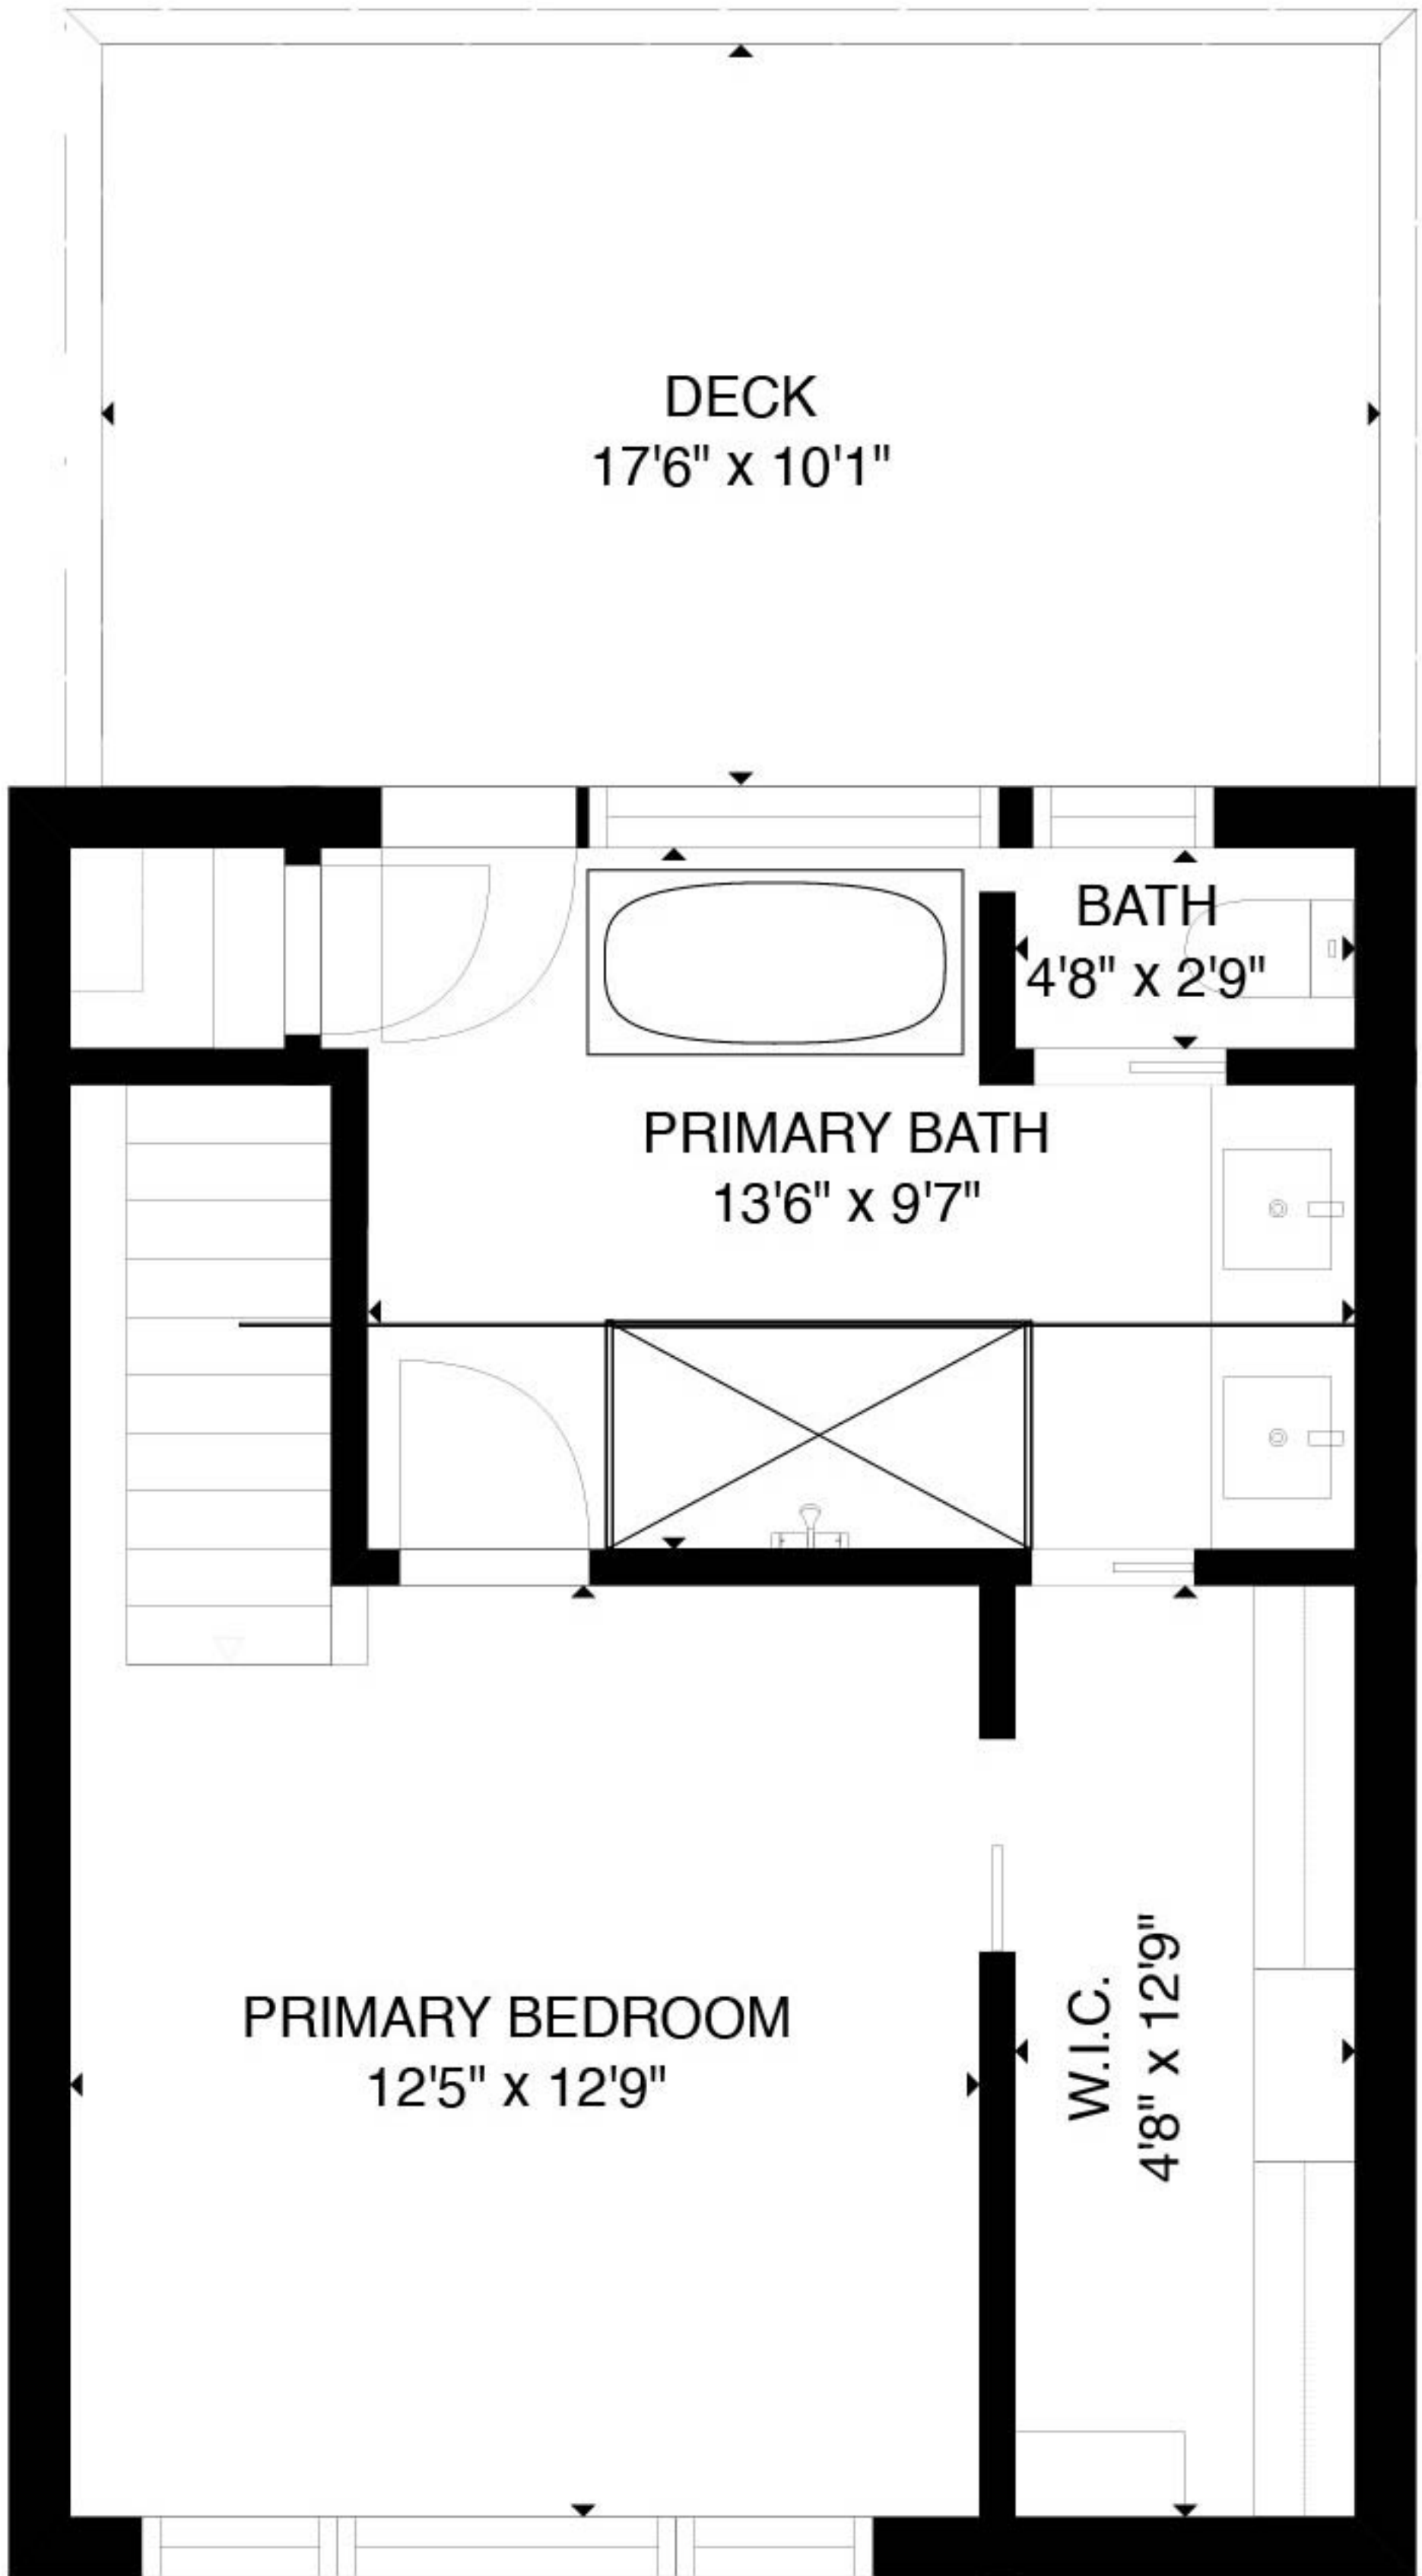 DECK
17'6" x 10'1"
BATH
4'8" x 2'9"
PRIMARY BATH
13'6" x 9'7"
PRIMARY BEDROOM
12'5" x 12'9"
W.I.C.
4'8" x 12'9"